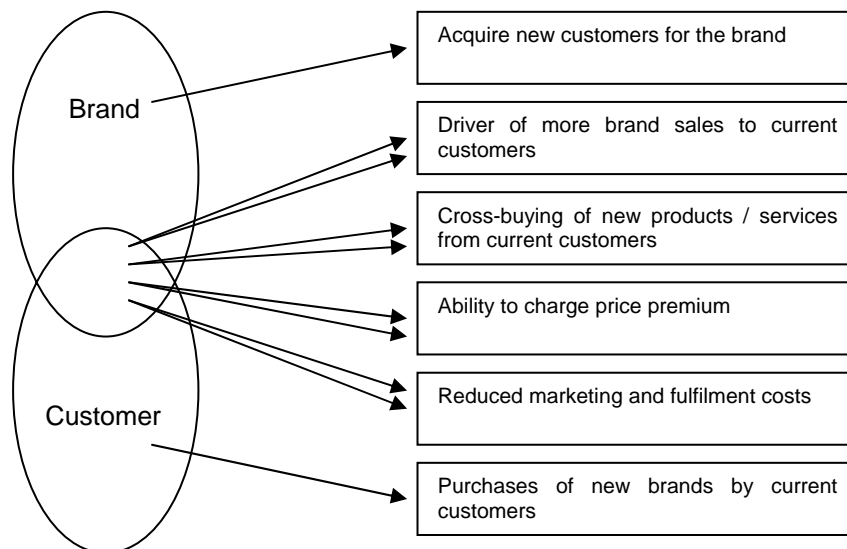 Acquire new customers for the brand
Brand
Driver of more brand sales to current
customers
Cross-buying of new products / services
from current customers
Ability to charge price premium
Reduced marketing and fulfilment costs
Customer
Purchases of new brands by current
customers